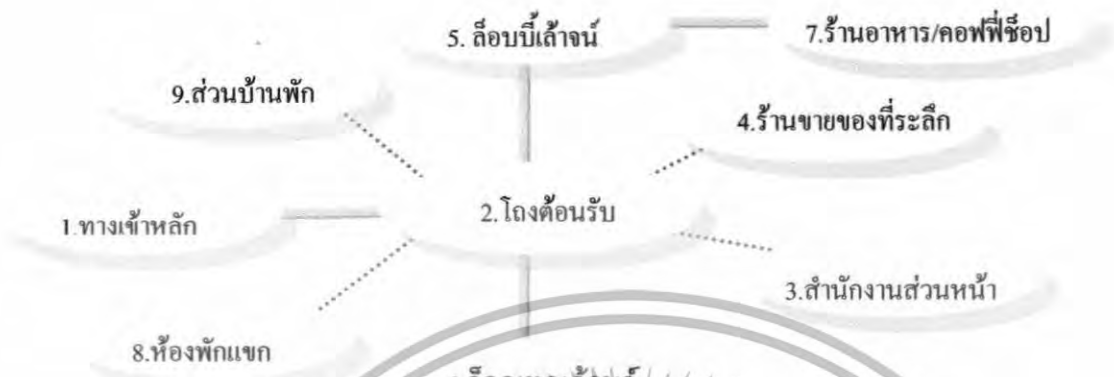 5. ล็อบบี้เล้าจน์
7.ร้านอาหาร/คอฟฟี่ช็อป
9.ส่วนบ้านพัก
4.ร้านขายของที่ระลึก
2.โถงต้อนรับ
1.ทางเข้าหลัก
3.สำนักงานส่วนหน้า
8.ห้องพักแขก